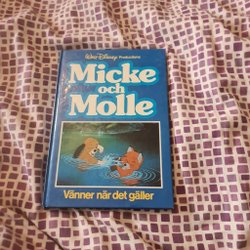 Walt Disney Productions
Micke
och
Molle
Vänner när det gäller